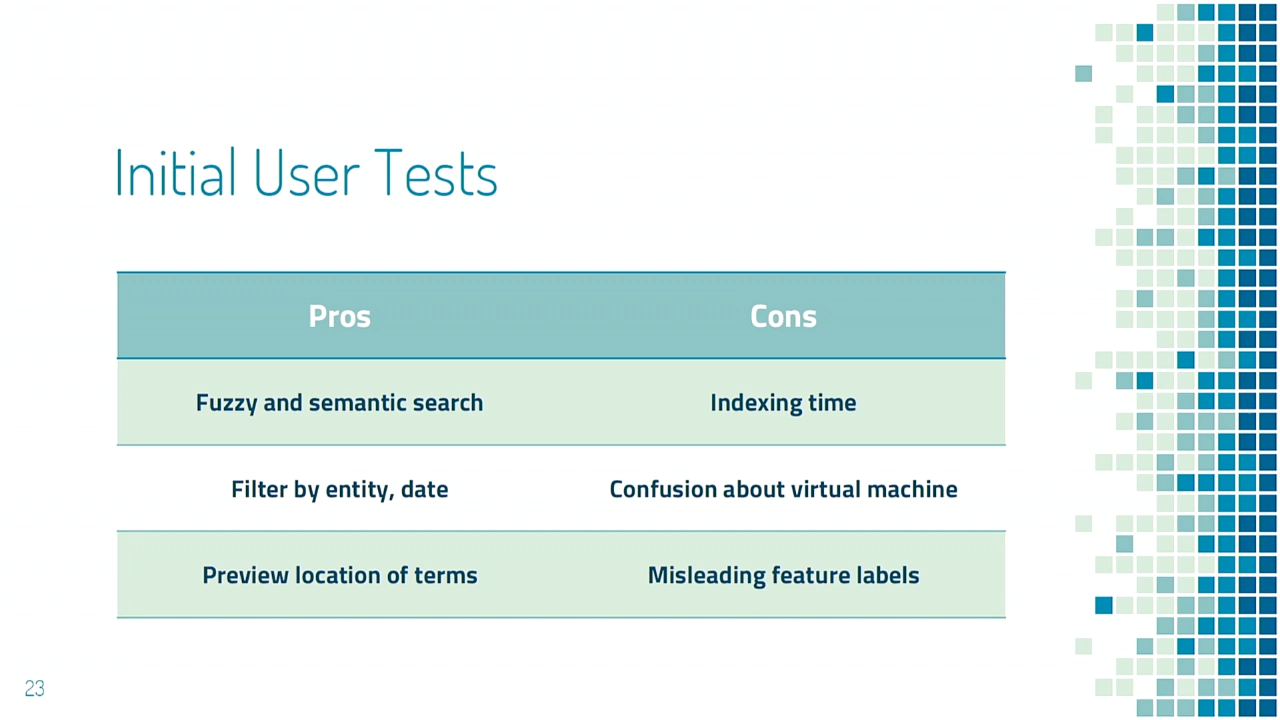 Initial User Tests
Pros Cons
Fuzzy and semantic search Indexing time
Filter by entity, date Confusion about virtual machine
Preview location of terms Misleading feature labels
23